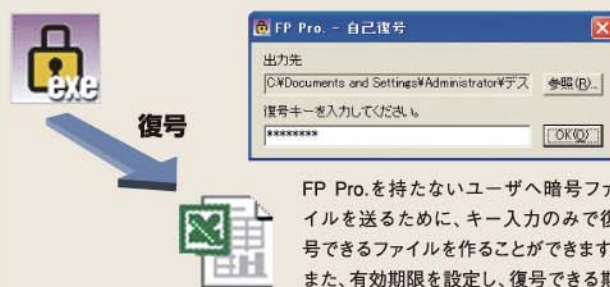 exe
復号
FP Pro. - 自己復号
出力先
C:¥Documents and Settings¥Administrator¥デス
参照(R)...
復号キーを入力してください。
********
OK(O)
FP Pro.を持たないユーザへ暗号ファ
イルを送るために、キー入力のみで復
号できるファイルを作ることができます
また、有効期限を設定し、復号できる期